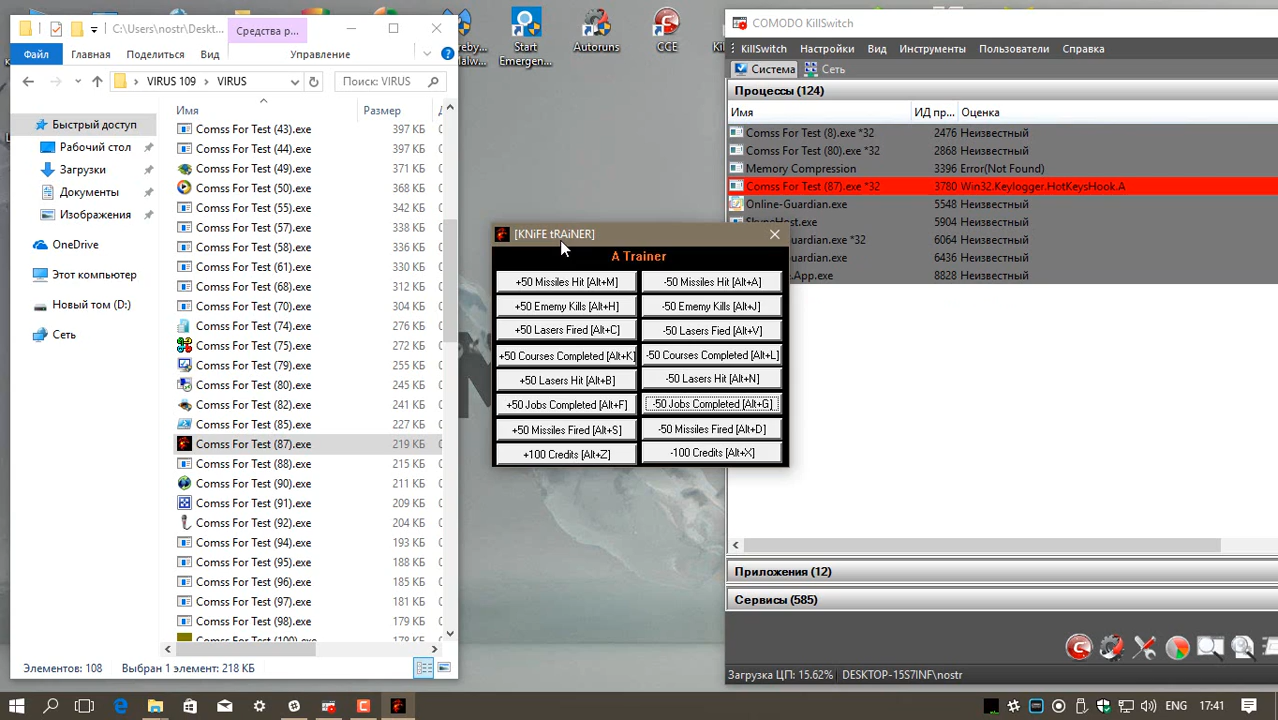 C:\Users\nostr\Deskt...
Средства р...
Файл
Главная
Поделиться
Вид
Управление
VIRUS 109
VIRUS
Поиск: VIRUS
Быстрый доступ
Рабочий стол
Загрузки
Документы
Изображения
OneDrive
Этот компьютер
Новый том (D:)
Сеть
Имя
Размер
Comss For Test (43).exe 397 КБ
Comss For Test (44).exe 397 КБ
Comss For Test (49).exe 371 КБ
Comss For Test (50).exe 368 КБ
Comss For Test (55).exe 342 КБ
Comss For Test (57).exe 338 КБ
Comss For Test (58).exe 336 КБ
Comss For Test (61).exe 330 КБ
Comss For Test (68).exe 312 КБ
Comss For Test (70).exe 304 КБ
Comss For Test (74).exe 276 КБ
Comss For Test (75).exe 272 КБ
Comss For Test (79).exe 255 КБ
Comss For Test (80).exe 245 КБ
Comss For Test (82).exe 241 КБ
Comss For Test (85).exe 227 КБ
Comss For Test (87).exe 219 КБ
Comss For Test (88).exe 215 КБ
Comss For Test (90).exe 211 КБ
Comss For Test (91).exe 209 КБ
Comss For Test (92).exe 204 КБ
Comss For Test (94).exe 193 КБ
Comss For Test (95).exe 188 КБ
Comss For Test (96).exe 185 КБ
Comss For Test (97).exe 181 КБ
Comss For Test (98).exe 181 КБ
Comss For Test (100).exe 178 КБ
Элементов: 108
Выбран 1 элемент: 218 КБ
Start
Emergen...
Autoruns
CCE
[KNiFE tRAiNER]
A Trainer
+50 Missiles Hit [Alt+M]
-50 Missiles Hit [Alt+A]
+50 Ememy Kills [Alt+H]
-50 Ememy Kills [Alt+J]
+50 Lasers Fired [Alt+C]
-50 Lasers Fied [Alt+V]
+50 Courses Completed [Alt+K]
-50 Courses Completed [Alt+L]
+50 Lasers Hit [Alt+B]
-50 Lasers Hit [Alt+N]
+50 Jobs Completed [Alt+F]
-50 Jobs Completed [Alt+G]
+50 Missiles Fired [Alt+S]
-50 Missiles Fired [Alt+D]
+100 Credits [Alt+Z]
-100 Credits [Alt+X]
COMODO KillSwitch
KillSwitch
Настройки
Вид
Инструменты
Пользователи
Справка
Система
Сеть
Процессы (124)
Имя
ИД пр...
Оценка
Comss For Test (8).exe *32 2476 Неизвестный
Comss For Test (80).exe *32 2868 Неизвестный
Memory Compression 3396 Error(Not Found)
Comss For Test (87).exe *32 3780 Win32.Keylogger.HotKeysHook.A
Online-Guardian.exe 5548 Неизвестный
SkypeHost.exe 5904 Неизвестный
uardian.exe *32 6064 Неизвестный
uardian.exe 6436 Неизвестный
.App.exe 8828 Неизвестный
Приложения (12)
Сервисы (585)
Загрузка ЦП: 15.62%
DESKTOP-15S7INF\nostr
ENG
17:41